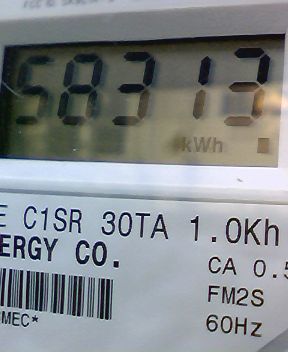 58313
kWh
E C1SR 30TA 1.0Kh
ERGY CO.
CA 0.5
FM2S
60Hz
MEC*